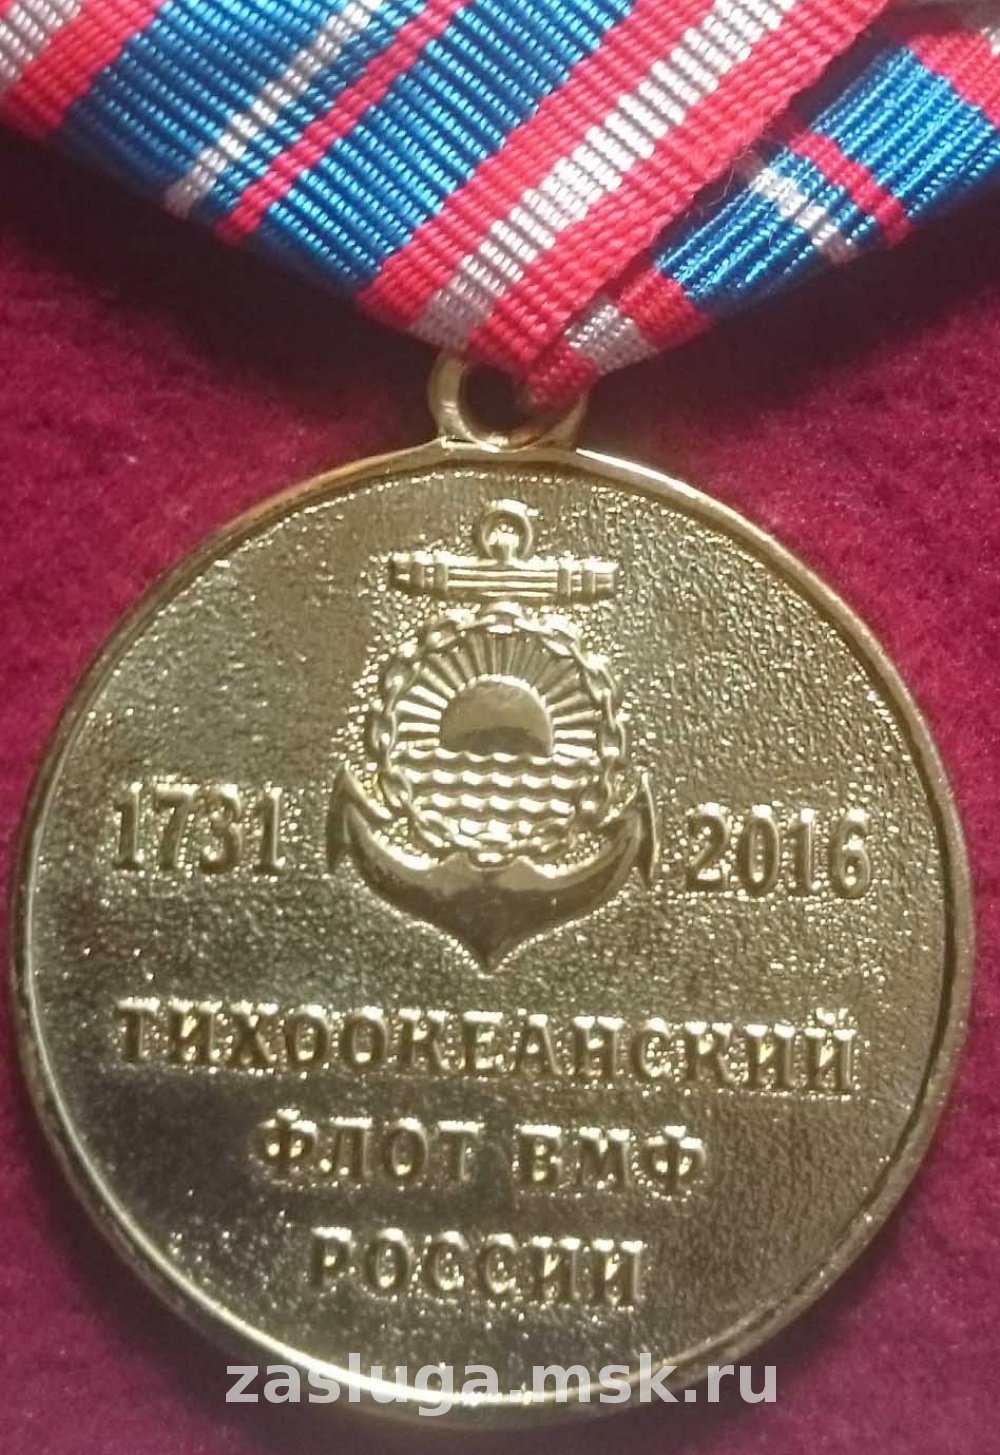 1731 2016
ТИХООКЕАНСКИЙ
ФЛОТ ВМФ
РОССИИ
zasluga.msk.ru